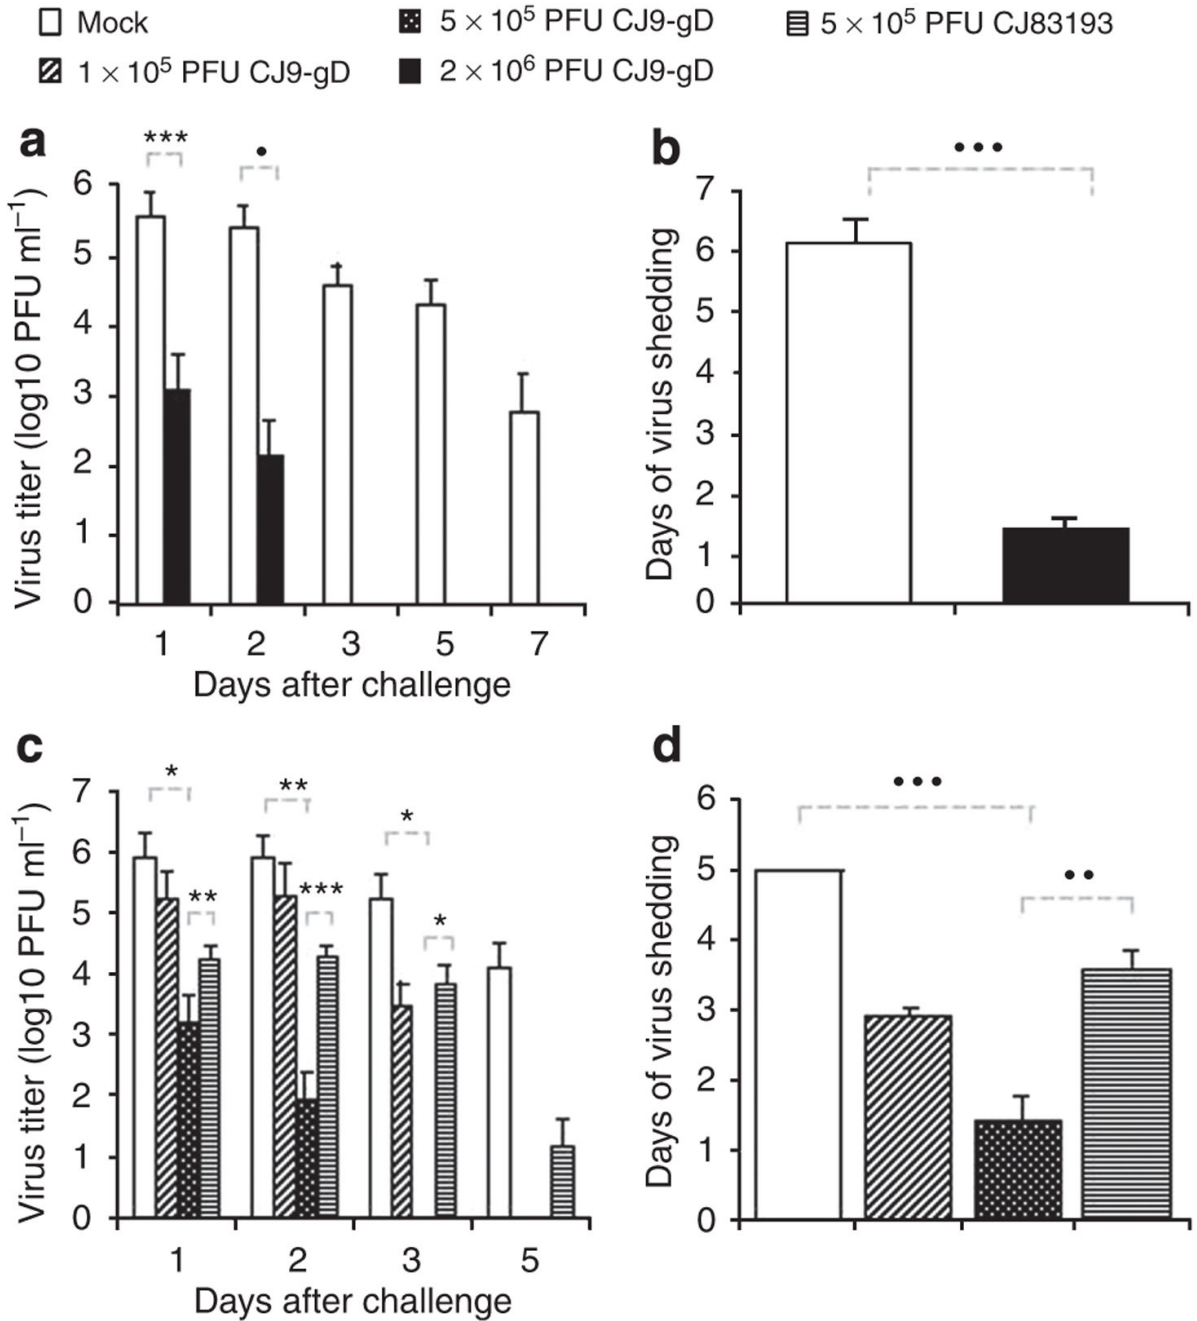 Mock
5 × 10⁵ PFU CJ9-gD
5 × 10⁵ PFU CJ83193
1 × 10⁵ PFU CJ9-gD
2 × 10⁶ PFU CJ9-gD
a
***
•
Virus titer (log10 PFU ml⁻¹)
6
5
4
3
2
1
0
1 2 3 5 7
Days after challenge
b
•••
Days of virus shedding
7
6
5
4
3
2
1
0
c
*
**
**
***
*
*
Virus titer (log10 PFU ml⁻¹)
7
6
5
4
3
2
1
0
1 2 3 5
Days after challenge
d
•••
••
Days of virus shedding
6
5
4
3
2
1
0